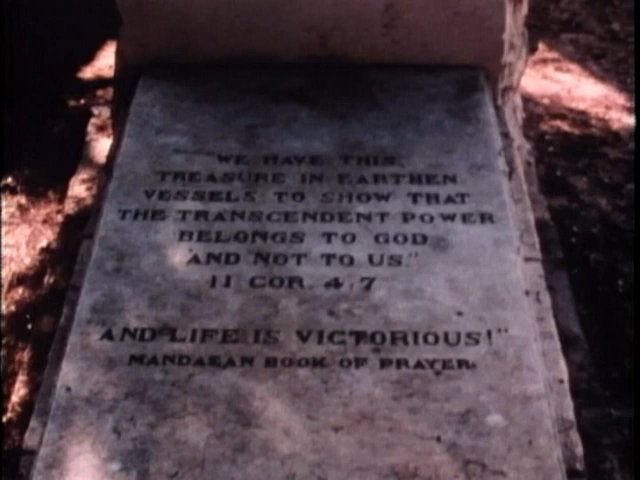 "WE HAVE THIS
TREASURE IN EARTHEN
VESSELS TO SHOW THAT
THE TRANSCENDENT POWER
BELONGS TO GOD
AND NOT TO US."
II COR 4,7
"AND LIFE IS VICTORIOUS!"
MANDAEAN BOOK OF PRAYER.